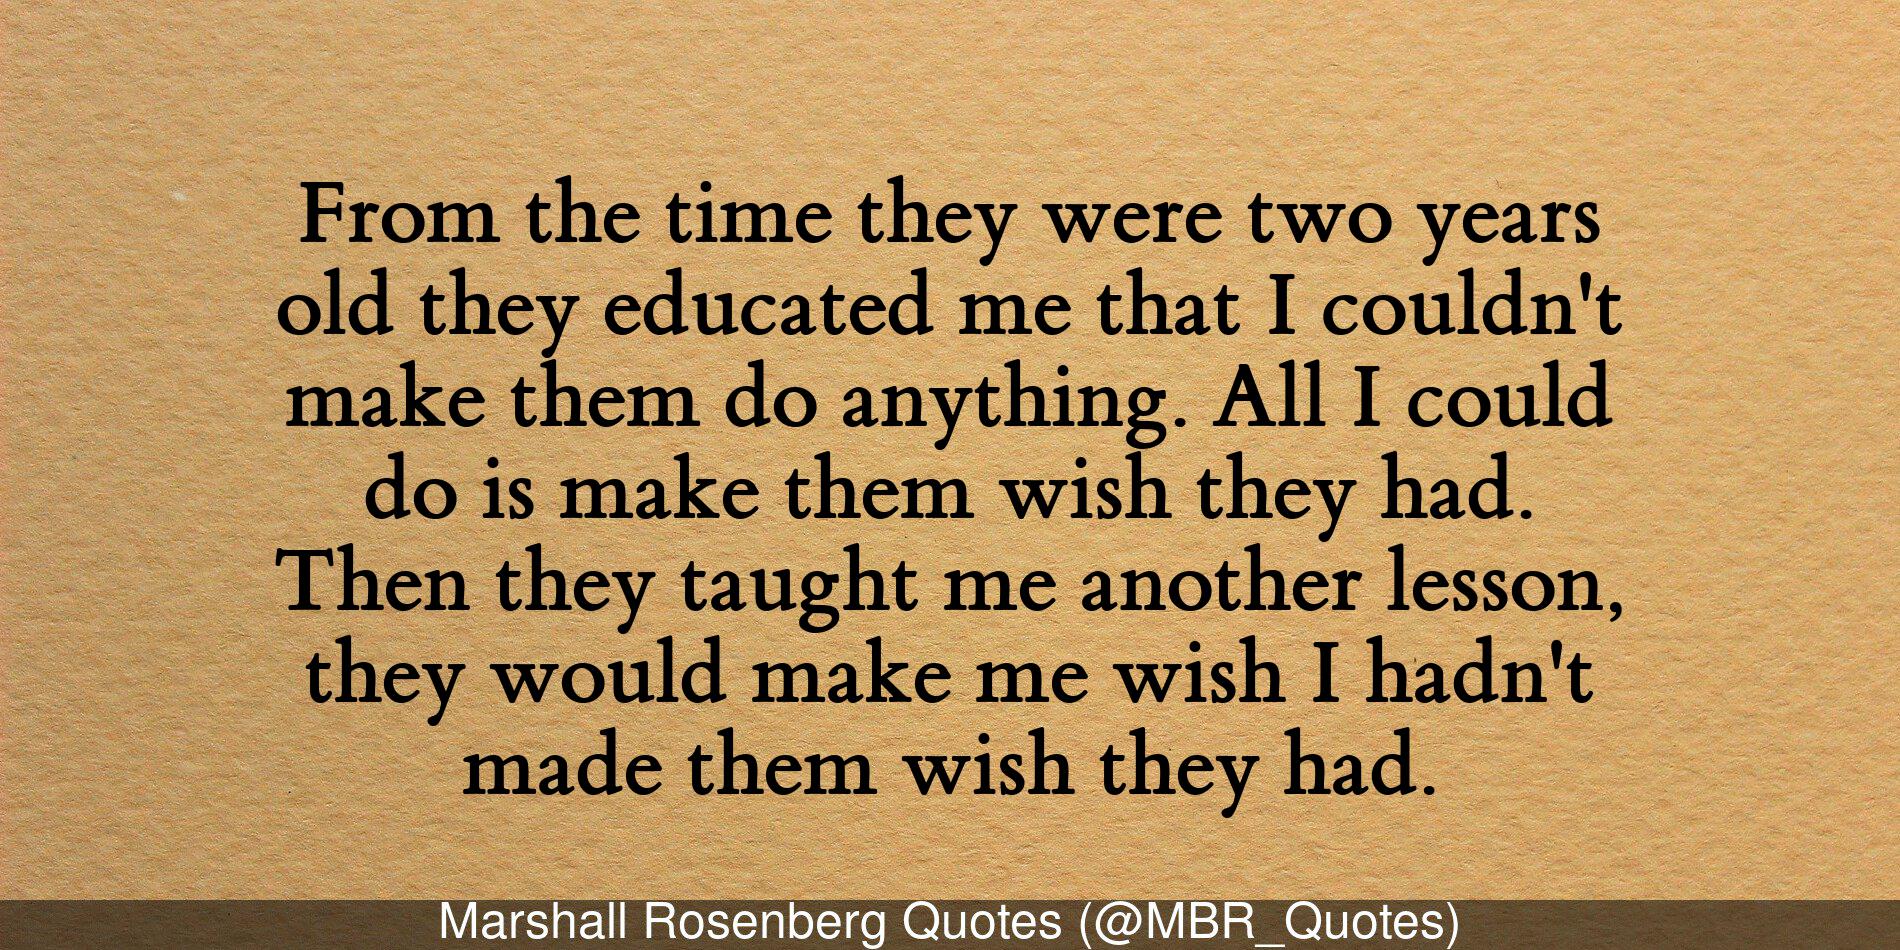 From the time they were two years
old they educated me that I couldn't
make them do anything. All I could
do is make them wish they had.
Then they taught me another lesson,
they would make me wish I hadn't
made them wish they had.
Marshall Rosenberg Quotes (@MBR_Quotes)